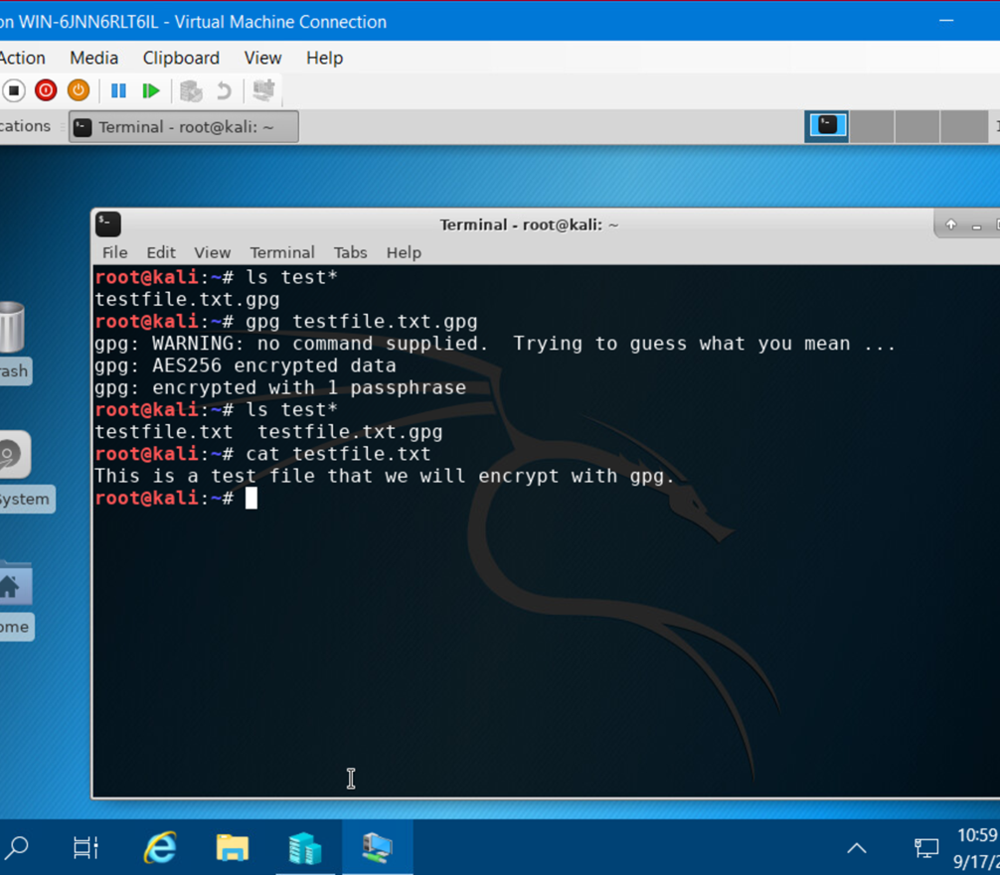 on WIN-6JNN6RLT6IL - Virtual Machine Connection
Action Media Clipboard View Help
cations Terminal - root@kali: ~
Terminal - root@kali: ~
File Edit View Terminal Tabs Help
root@kali:~# ls test*
testfile.txt.gpg
root@kali:~# gpg testfile.txt.gpg
gpg: WARNING: no command supplied.  Trying to guess what you mean ...
gpg: AES256 encrypted data
gpg: encrypted with 1 passphrase
root@kali:~# ls test*
testfile.txt  testfile.txt.gpg
root@kali:~# cat testfile.txt
This is a test file that we will encrypt with gpg.
root@kali:~#
rash
System
ome
10:59
9/17/2